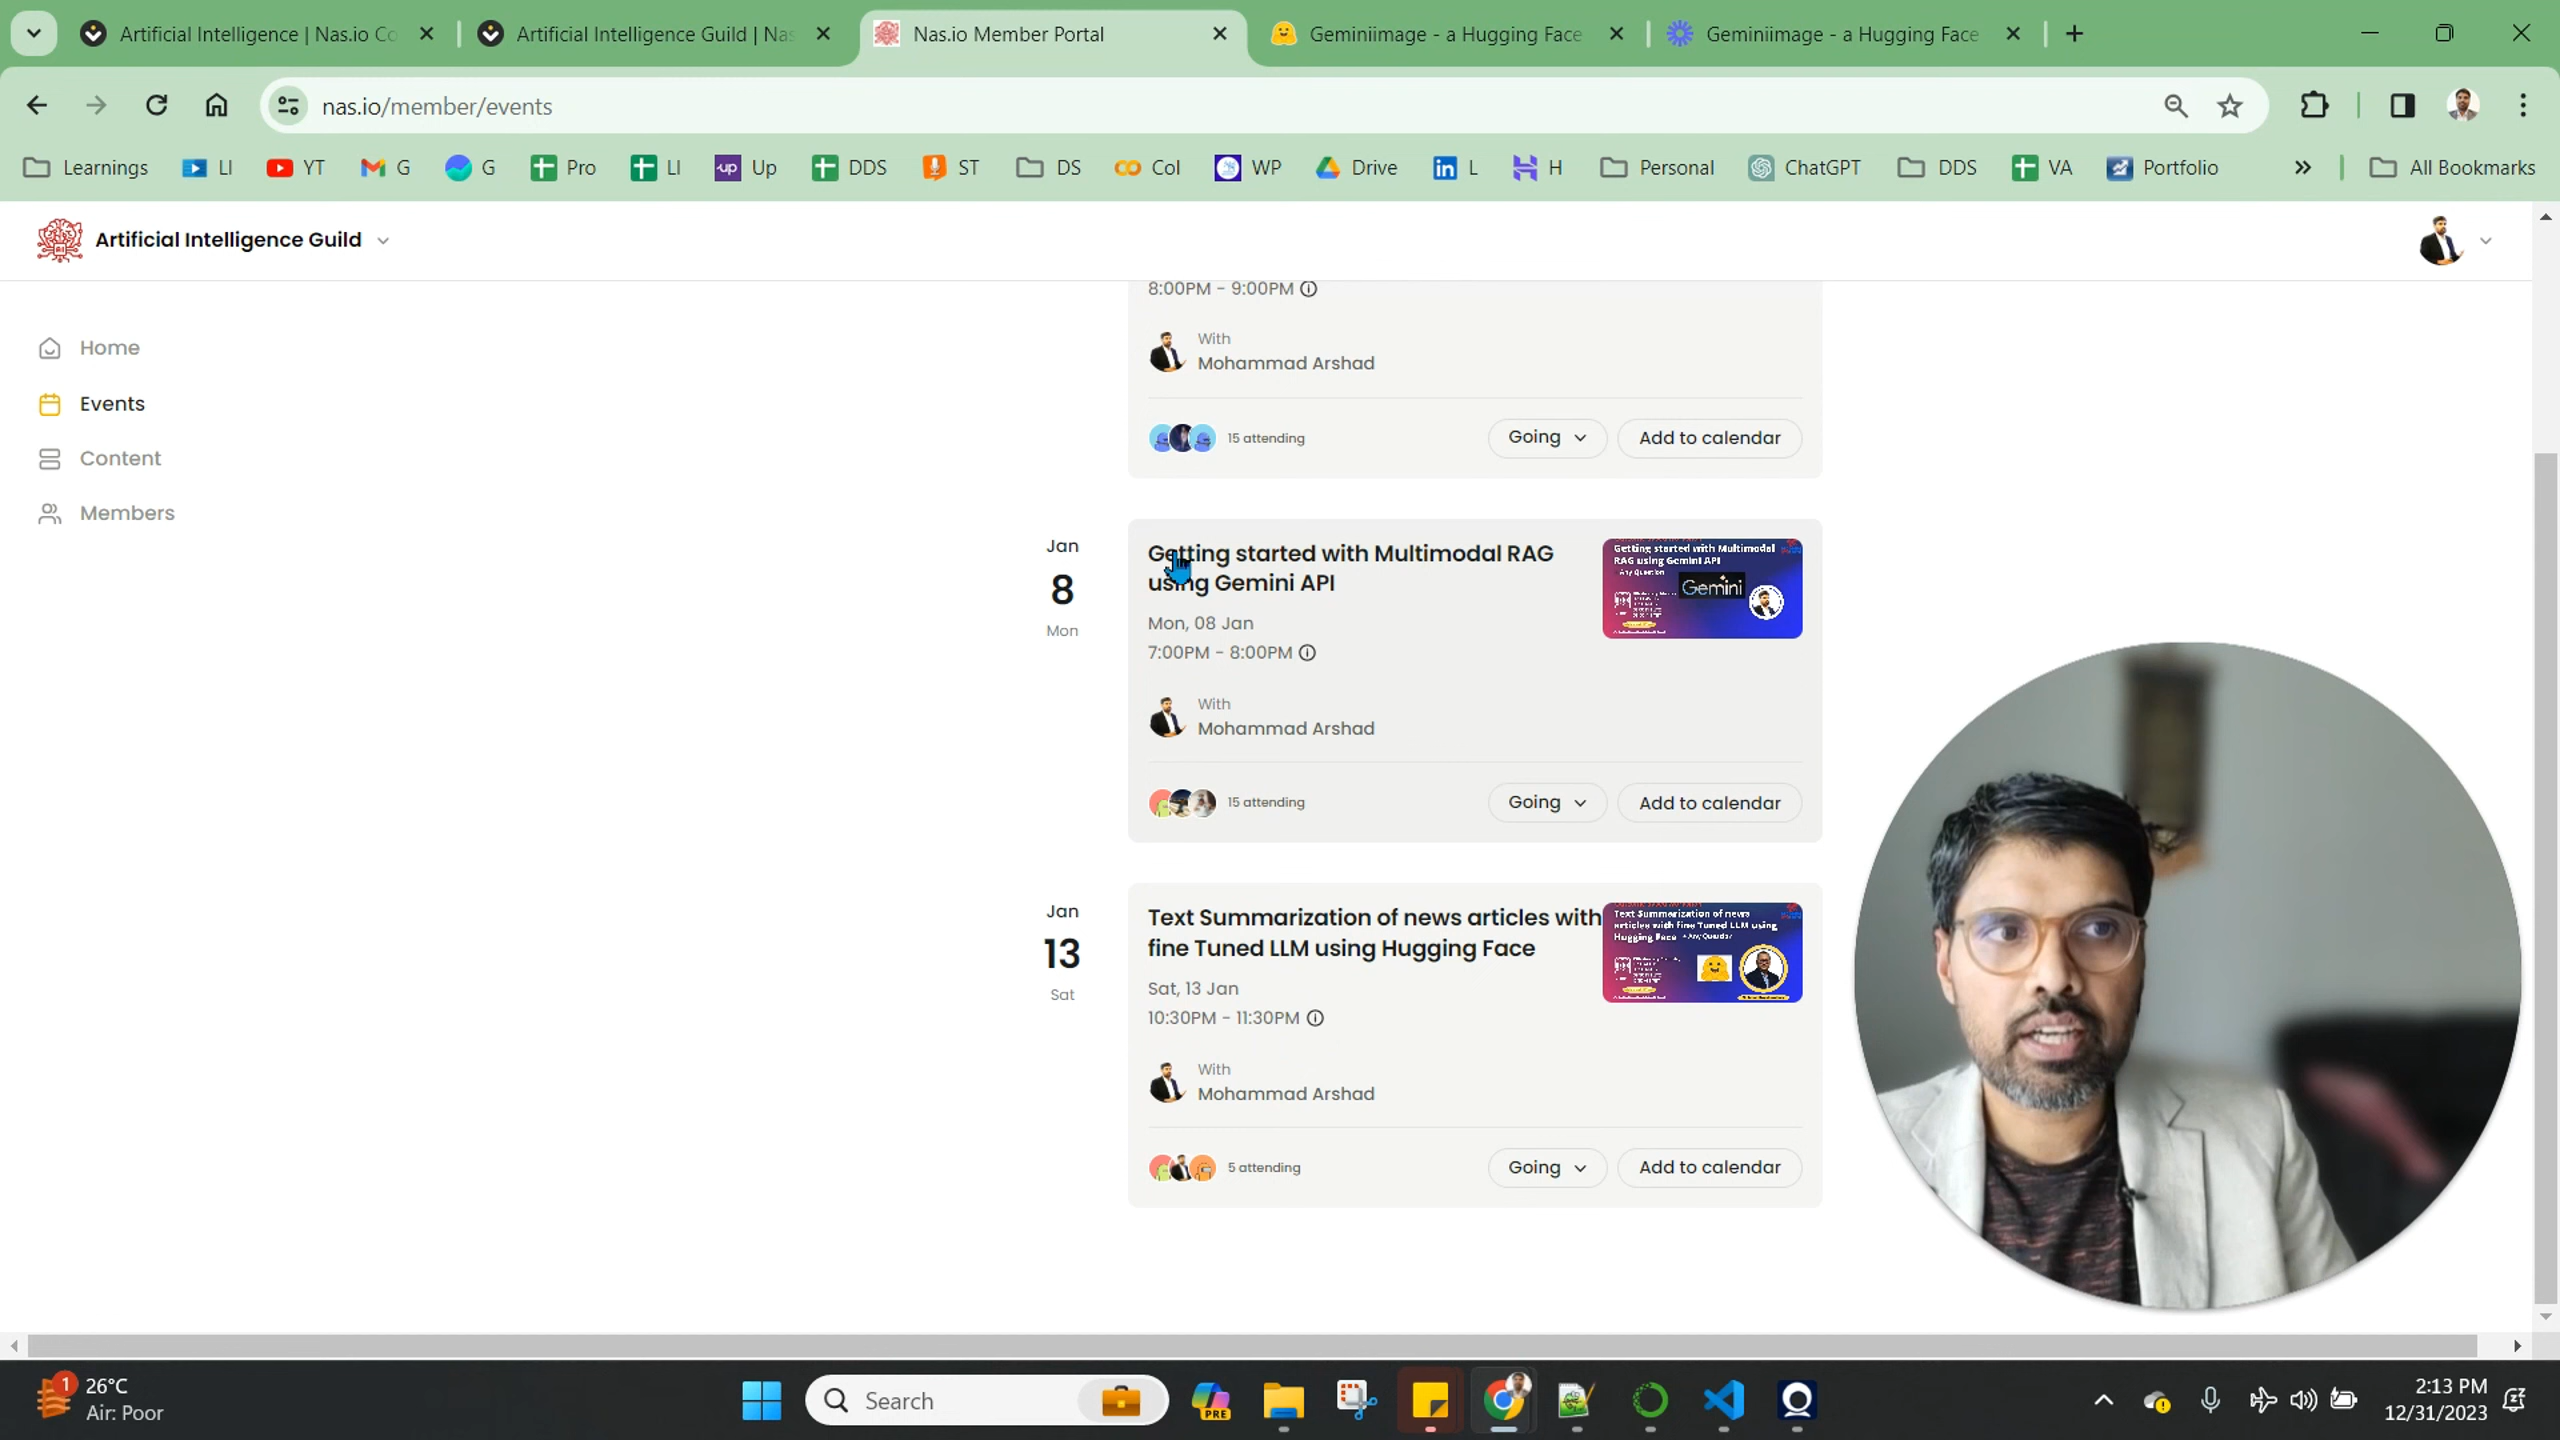 Artificial Intelligence | Nas.io Co
Artificial Intelligence Guild | Nas
Nas.io Member Portal
Geminiimage - a Hugging Face
Geminiimage - a Hugging Face
nas.io/member/events
Learnings LI YT G G Pro LI Up DDS ST DS Col WP Drive L H Personal ChatGPT DDS VA Portfolio All Bookmarks
up
in
Artificial Intelligence Guild
Home
Events
Content
Members
8:00PM - 9:00PM
With
Mohammad Arshad
15 attending
Going
Add to calendar
Jan
8
Mon
Getting started with Multimodal RAG
using Gemini API
Mon, 08 Jan
7:00PM - 8:00PM
With
Mohammad Arshad
15 attending
Going
Add to calendar
Getting started with Multimodal
RAG using Gemini API
Gemini
Jan
13
Sat
Text Summarization of news articles with
fine Tuned LLM using Hugging Face
Sat, 13 Jan
10:30PM - 11:30PM
With
Mohammad Arshad
5 attending
Going
Add to calendar
Text Summarization of news
articles with fine Tuned LLM using
Hugging Face
1
26°C
Air: Poor
Search
PRE
2:13 PM
12/31/2023